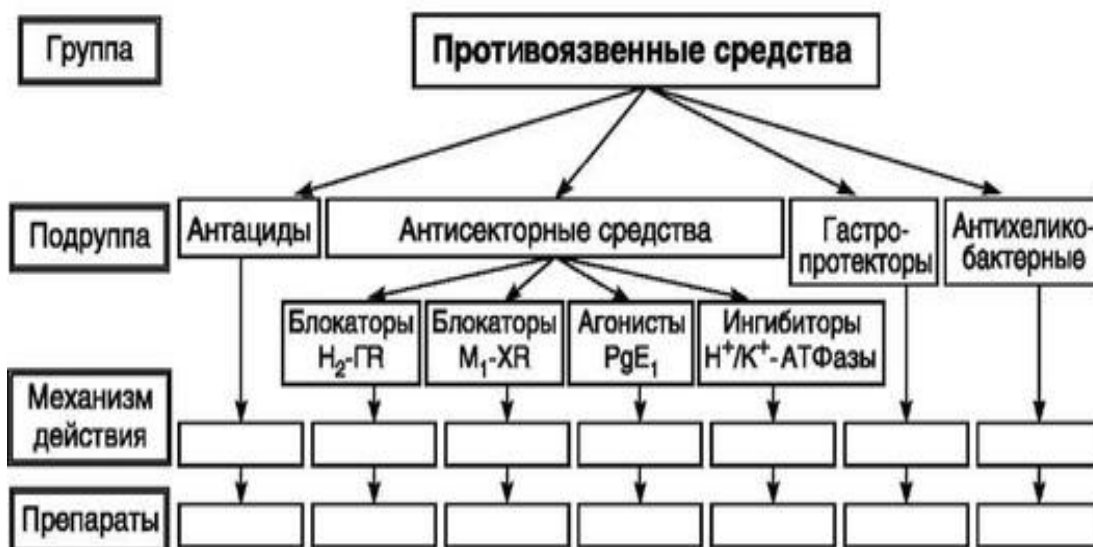 Группа
Противоязвенные средства
Подруппа
Антациды
Антисекторные средства
Гастро-
протекторы
Антихелико-
бактерные
Блокаторы
H₂-ГR
Блокаторы
M₁-ХR
Агонисты
PgE₁
Ингибиторы
H⁺/K⁺-АТФазы
Механизм
действия
Препараты